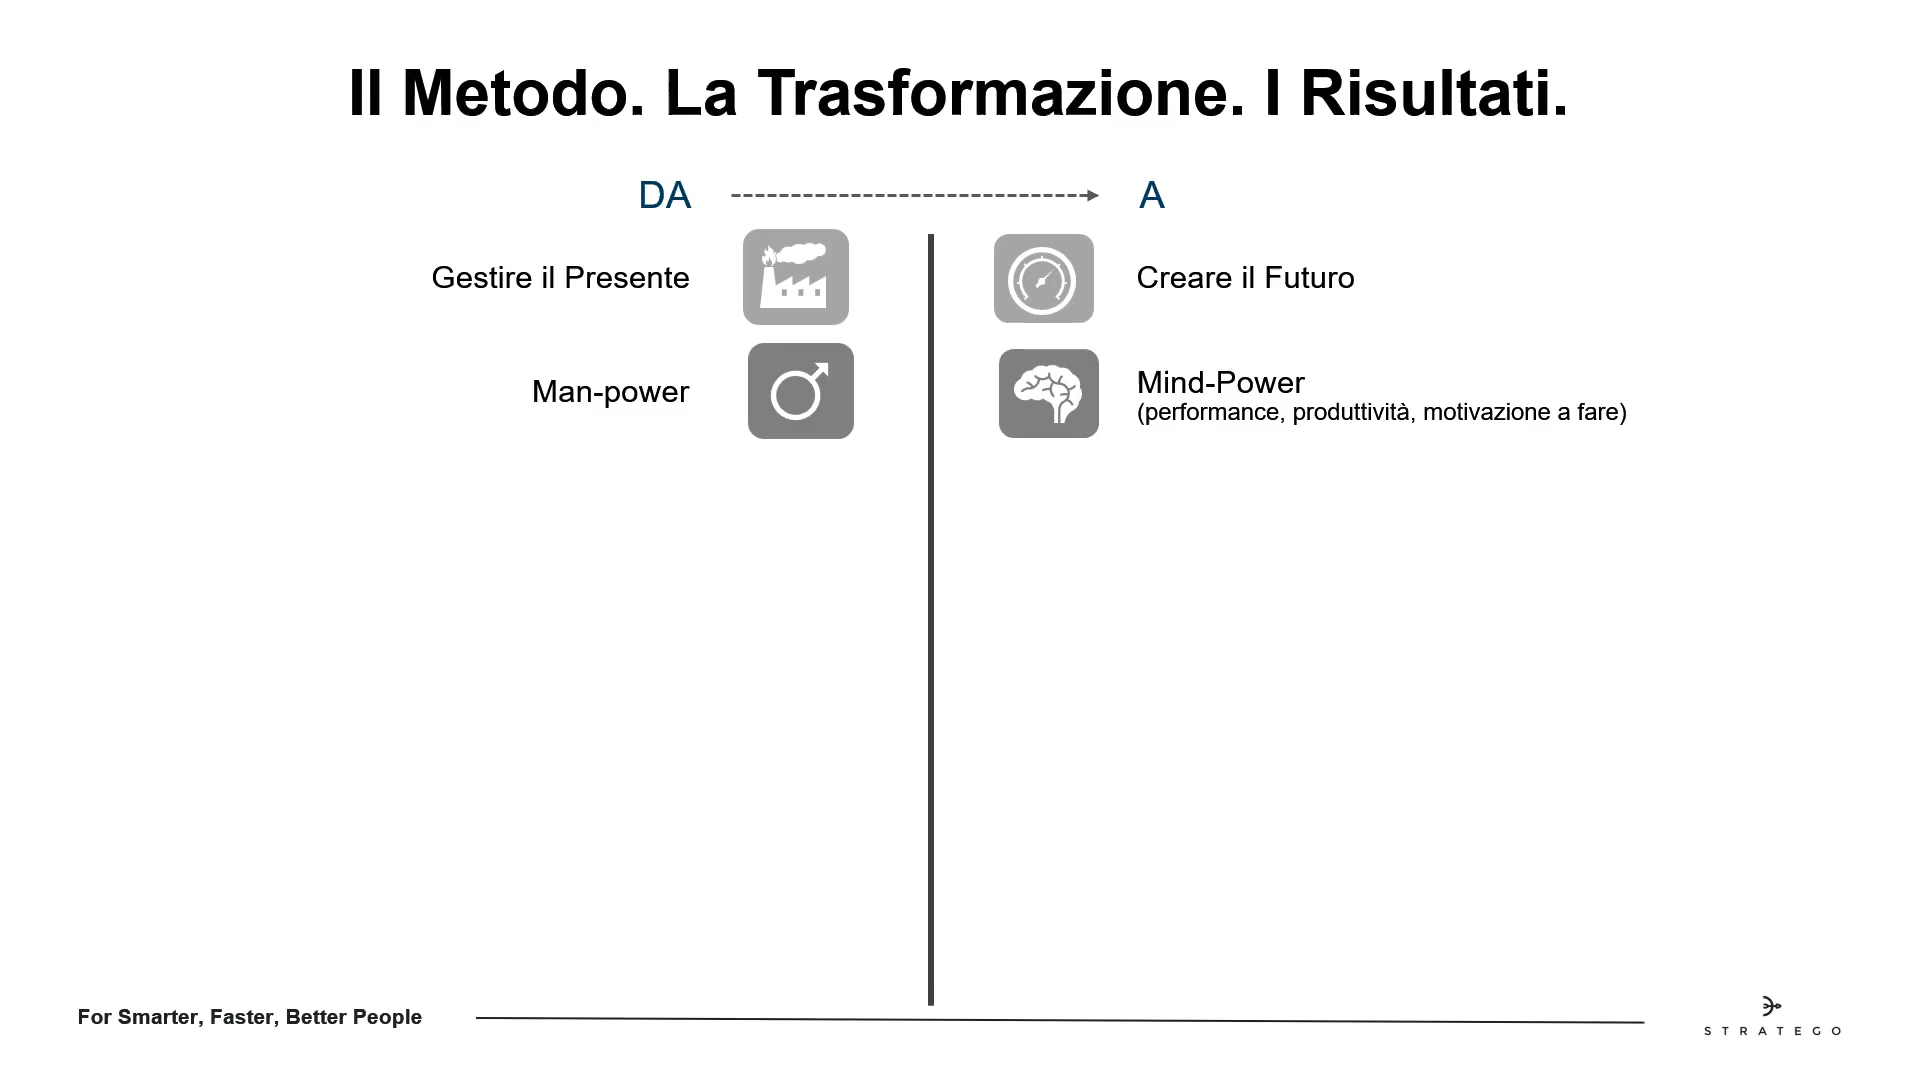 Il Metodo. La Trasformazione. I Risultati.
DA
A
Gestire il Presente
Creare il Futuro
Man-power
Mind-Power
(performance, produttività, motivazione a fare)
For Smarter, Faster, Better People
STRATEGO